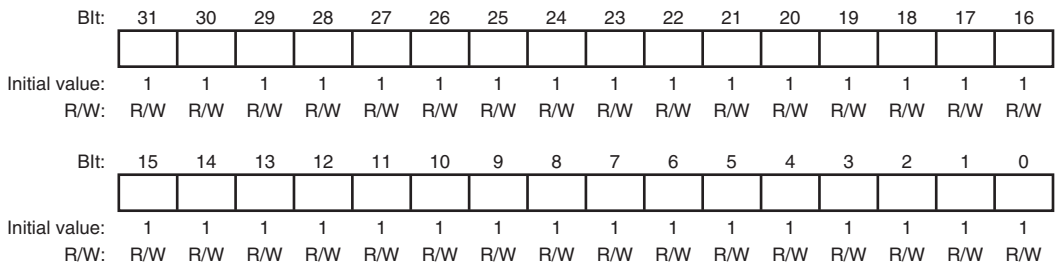 BIt: 31 30 29 28 27 26 25 24 23 22 21 20 19 18 17 16
Initial value: 1 1 1 1 1 1 1 1 1 1 1 1 1 1 1 1
R/W: R/W R/W R/W R/W R/W R/W R/W R/W R/W R/W R/W R/W R/W R/W R/W R/W
BIt: 15 14 13 12 11 10 9 8 7 6 5 4 3 2 1 0
Initial value: 1 1 1 1 1 1 1 1 1 1 1 1 1 1 1 1
R/W: R/W R/W R/W R/W R/W R/W R/W R/W R/W R/W R/W R/W R/W R/W R/W R/W